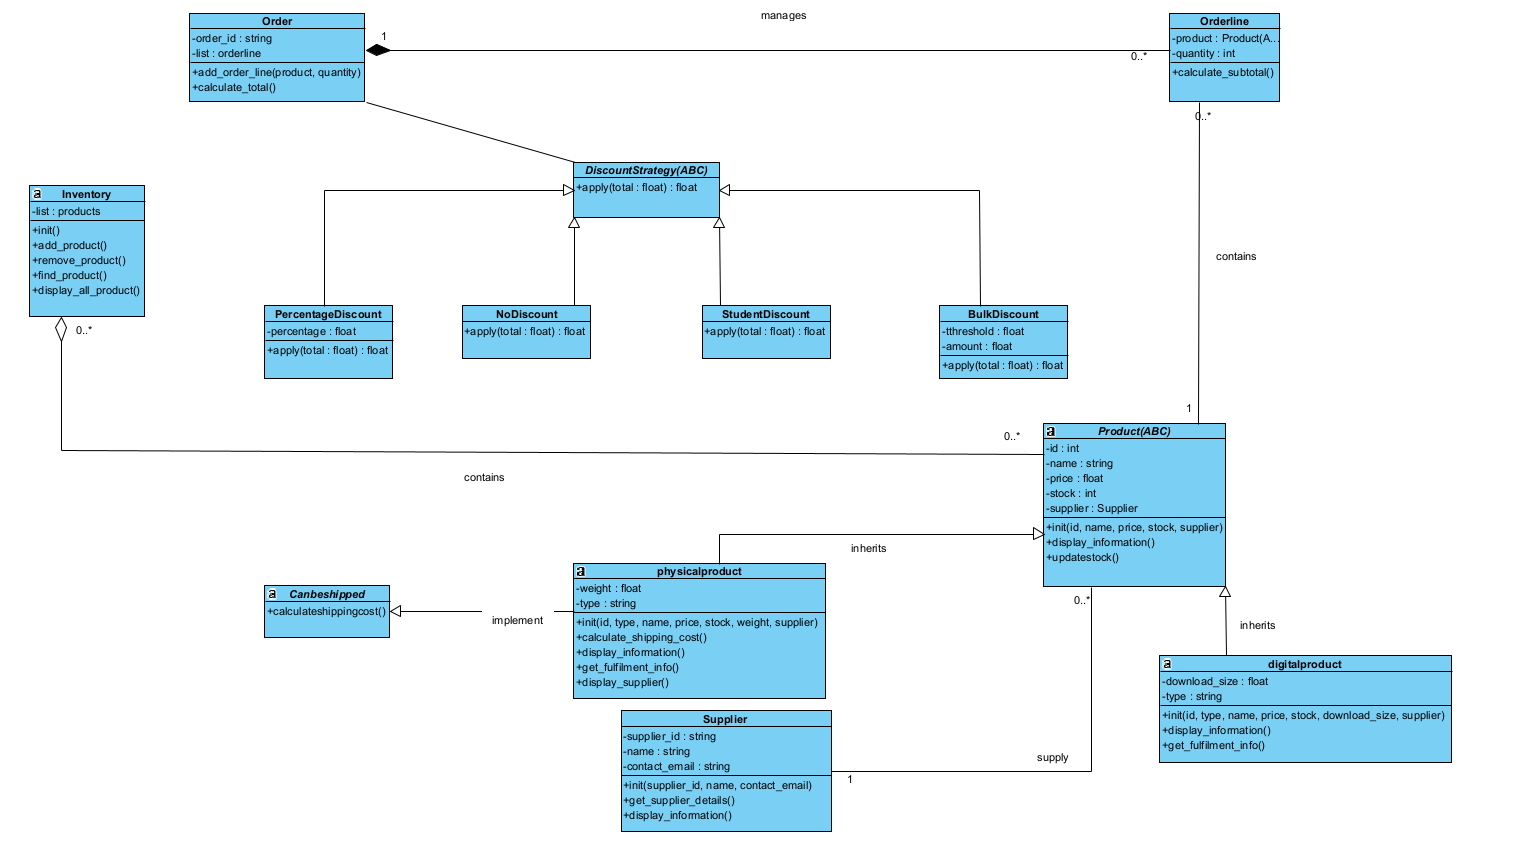 manages
Order
-order_id : string
-list : orderline
+add_order_line(product, quantity)
+calculate_total()
1
0..*
Orderline
-product : Product(A...
-quantity : int
+calculate_subtotal()
0..*
DiscountStrategy(ABC)
+apply(total : float) : float
a Inventory
-list : products
+init()
+add_product()
+remove_product()
+find_product()
+display_all_product()
0..*
contains
PercentageDiscount
-percentage : float
+apply(total : float) : float
NoDiscount
+apply(total : float) : float
StudentDiscount
+apply(total : float) : float
BulkDiscount
-tthreshold : float
-amount : float
+apply(total : float) : float
1
0..*
contains
a Product(ABC)
-id : int
-name : string
-price : float
-stock : int
-supplier : Supplier
+init(id, name, price, stock, supplier)
+display_information()
+updatestock()
inherits
a Canbeshipped
+calculateshippingcost()
implement
a physicalproduct
-weight : float
-type : string
+init(id, type, name, price, stock, weight, supplier)
+calculate_shipping_cost()
+display_information()
+get_fulfilment_info()
+display_supplier()
0..*
inherits
a digitalproduct
-download_size : float
-type : string
+init(id, type, name, price, stock, download_size, supplier)
+display_information()
+get_fulfilment_info()
Supplier
-supplier_id : string
-name : string
-contact_email : string
+init(supplier_id, name, contact_email)
+get_supplier_details()
+display_information()
supply
1